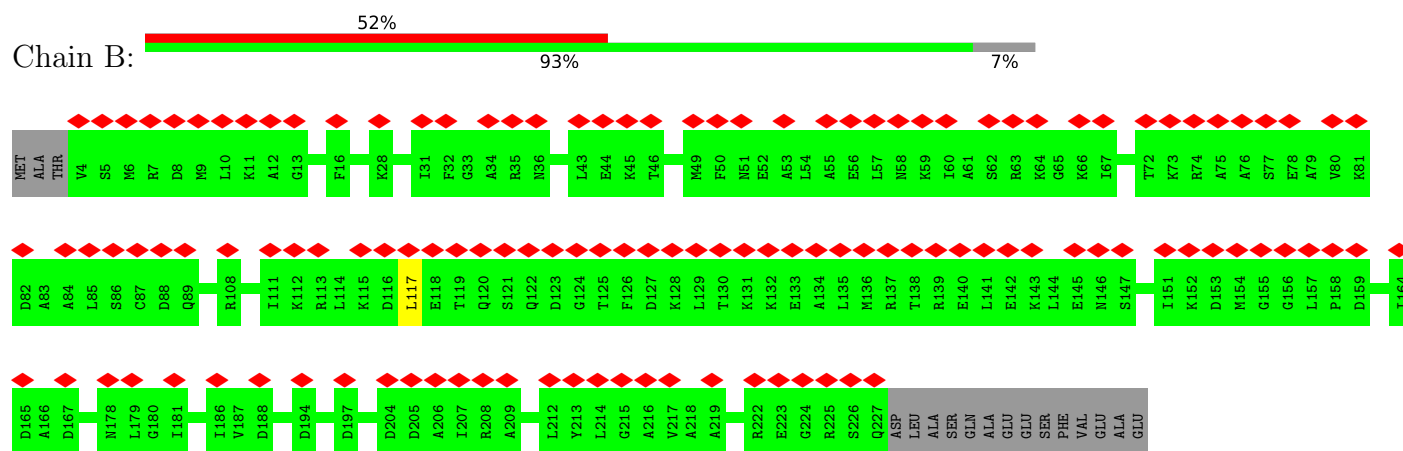 52%
Chain B:
93% 7%
MET ALA THR V4 S5 M6 R7 D8 M9 L10 K11 A12 G13 F16 K28 I31 F32 G33 A34 R35 N36 L43 E44 K45 T46 M49 F50 N51 E52 A53 L54 A55 E56 L57 N58 K59 I60 A61 S62 R63 K64 G65 K66 I67 T72 K73 R74 A75 A76 S77 E78 A79 V80 K81
D82 A83 A84 L85 S86 C87 D88 Q89 R108 I111 K112 R113 L114 K115 D116 L117 E118 T119 Q120 S121 Q122 D123 G124 T125 F126 D127 K128 L129 T130 K131 K132 E133 A134 L135 M136 R137 T138 R139 E140 L141 E142 K143 L144 E145 N146 S147 I151 K152 D153 M154 G155 G156 L157 P158 D159 I164
D165 A166 D167 N178 L179 G180 I181 I186 V187 D188 D194 D197 D204 D205 A206 I207 R208 A209 L212 Y213 L214 G215 A216 V217 A218 A219 R222 E223 G224 R225 S226 Q227 ASP LEU ALA SER GLN ALA GLU GLU SER PHE VAL GLU ALA GLU